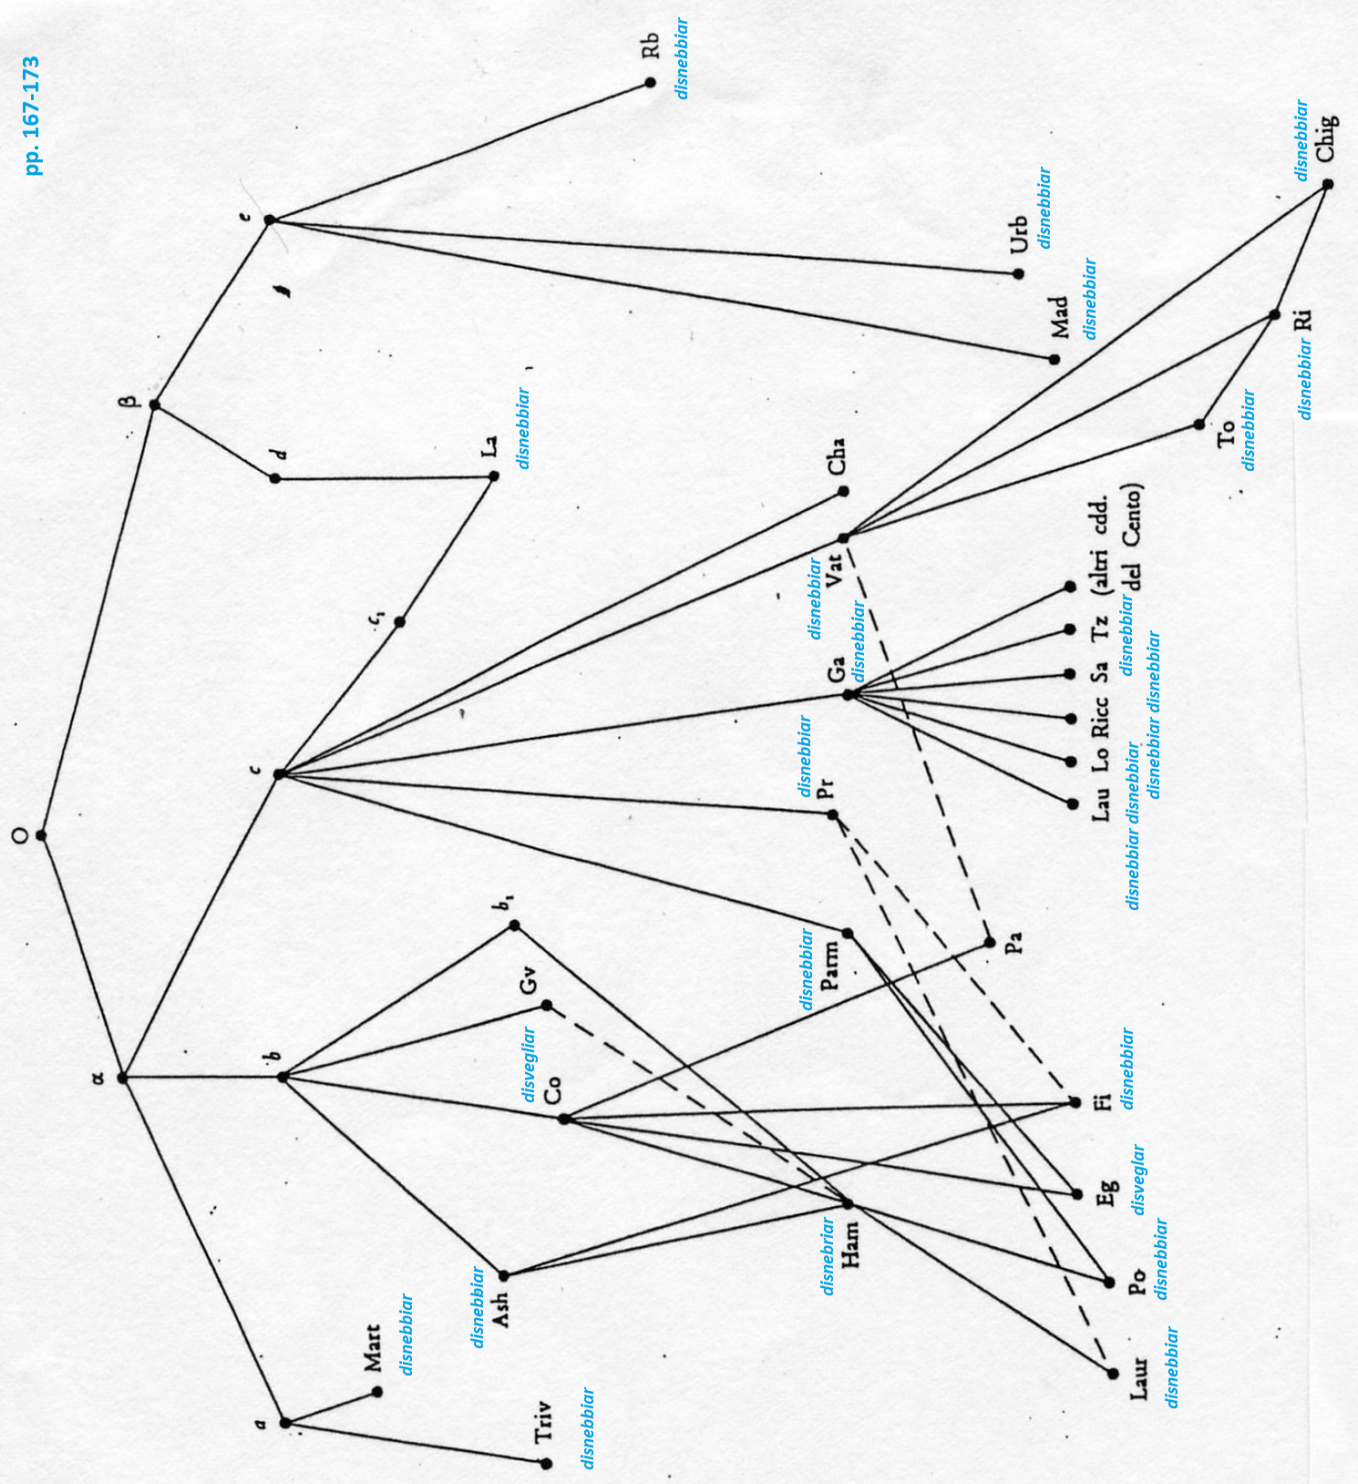 pp. 167-173
O
α
β
a
b
c
d
e
c₁
b₁
Mart
disnebbiar
Triv
disnebbiar
Ash
disnebbiar
Co
disvegliar
Gv
La
disnebbiar
Rb
disnebbiar
Ham
disnebriar
Parm
disnebbiar
Pr
disnebbiar
Ga
disnebbiar
Vat
disnebbiar
Cha
Urb
disnebbiar
Mad
disnebbiar
Pa
Laur
disnebbiar
Po
disnebbiar
Eg
disveglar
Fi
disnebbiar
Lau Lo Ricc Sa Tz (altri cdd.
del Cento)
disnebbiar disnebbiar disnebbiar
disnebbiar disnebbiar
To
disnebbiar
Ri
disnebbiar
Chig
disnebbiar